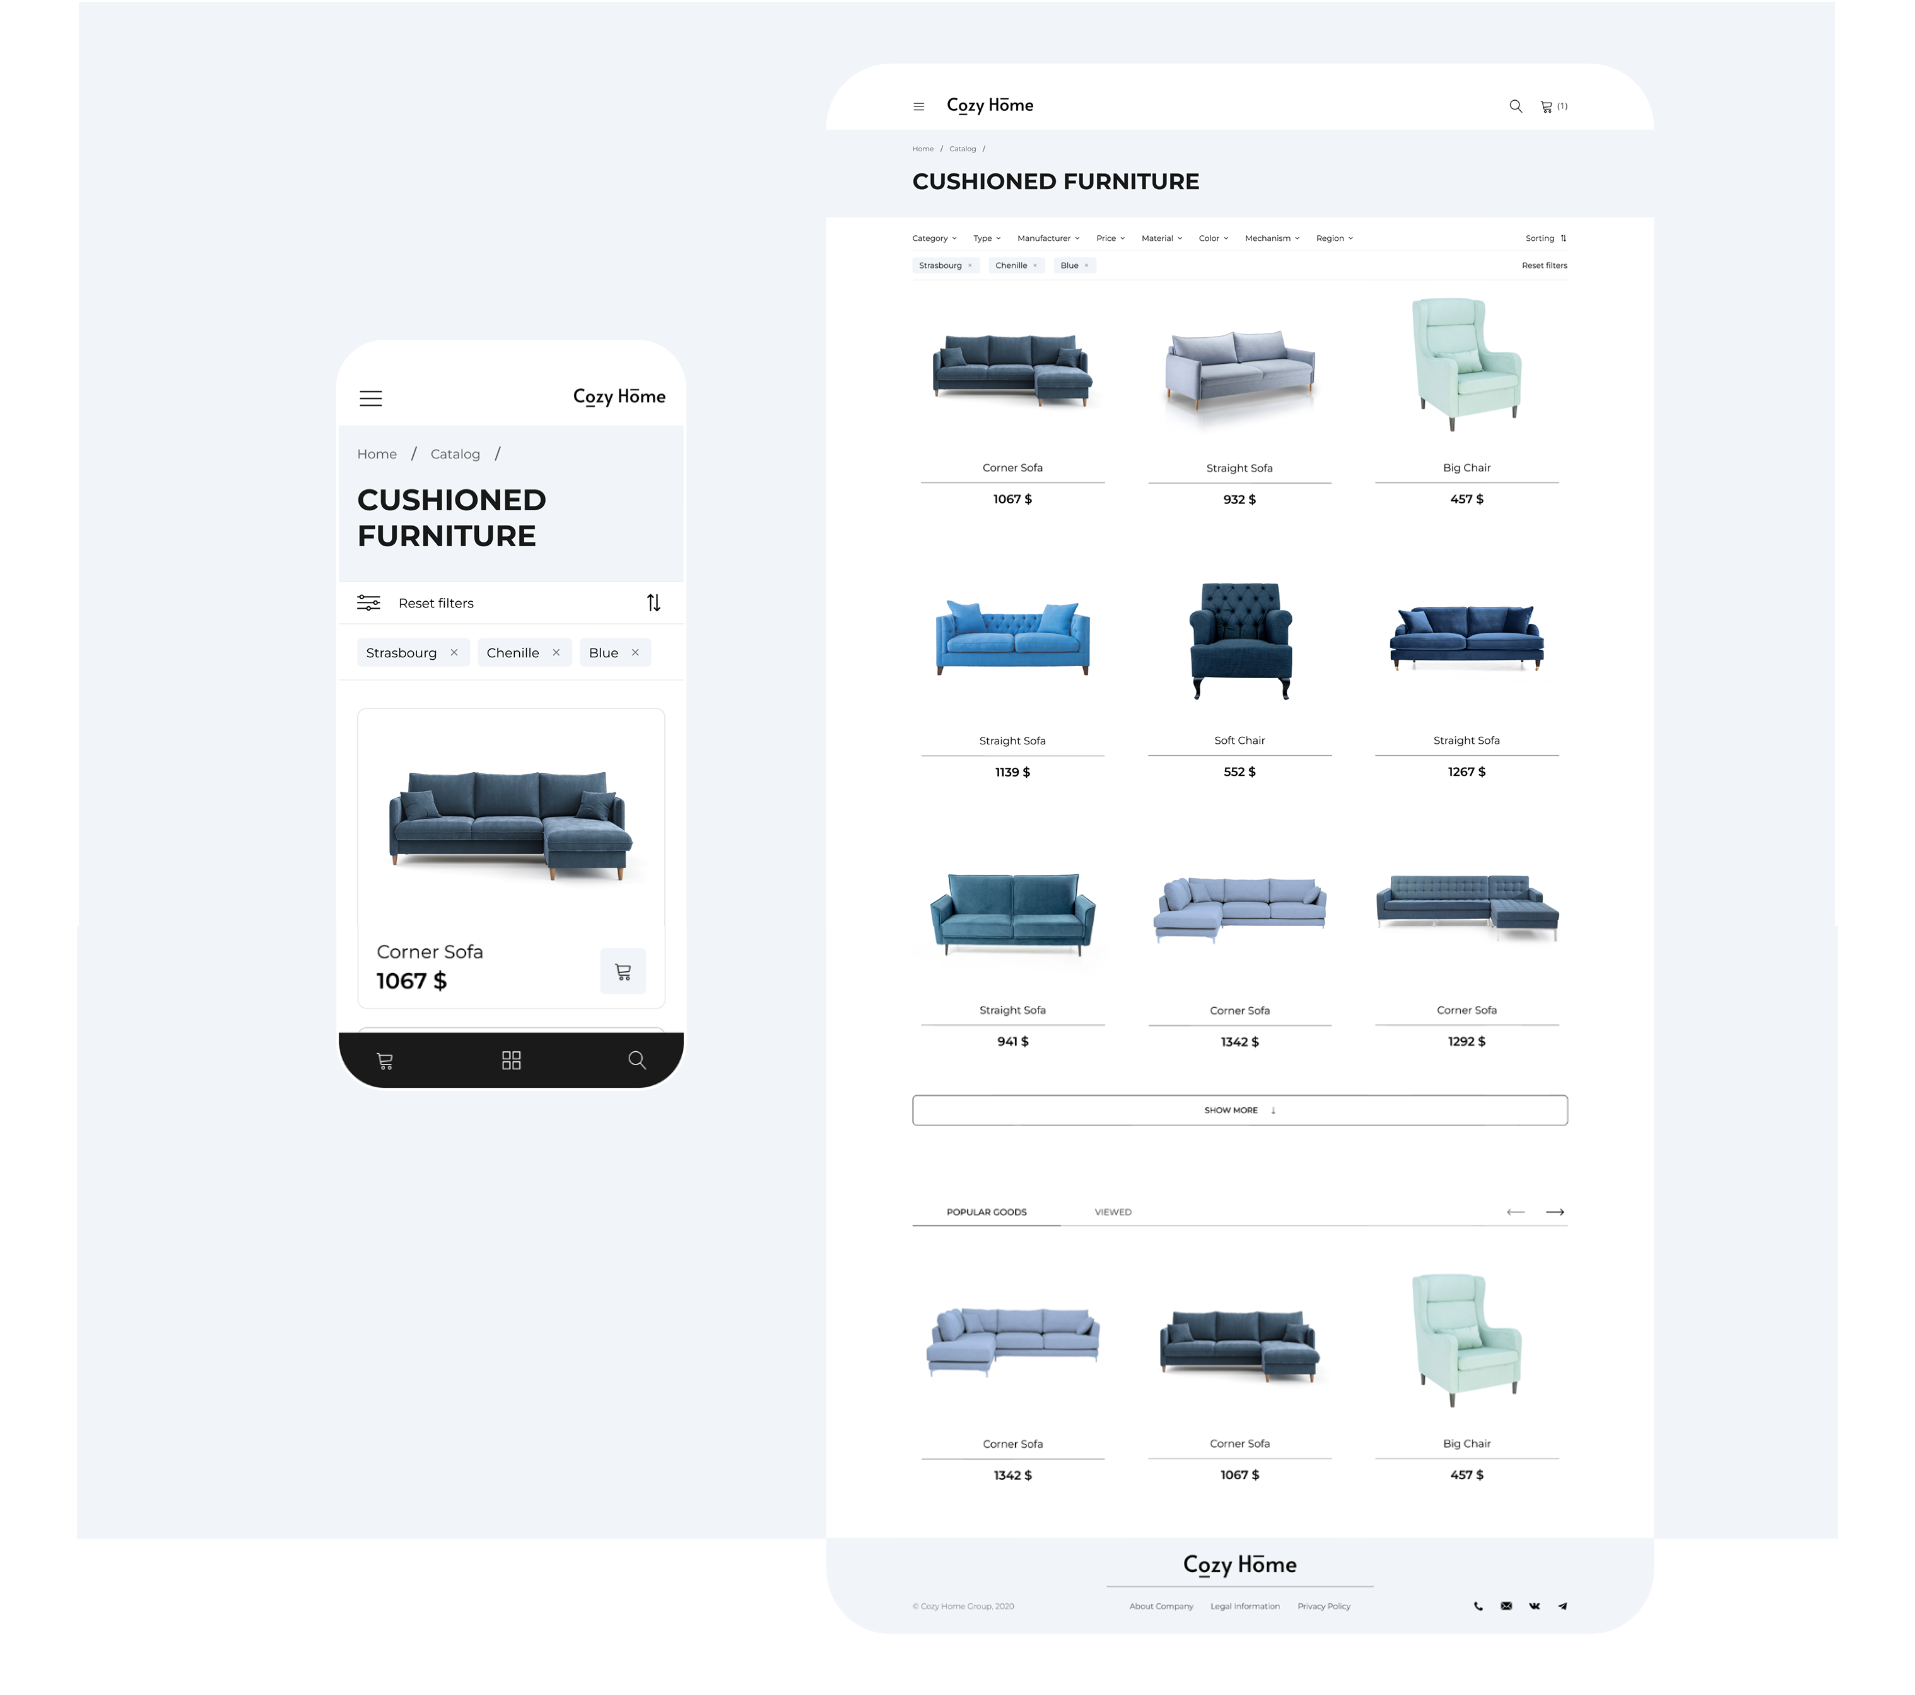 Cozy Home
Home / Catalog /
CUSHIONED
FURNITURE
Reset filters
Strasbourg × Chenille × Blue ×
Corner Sofa
1067 $
Cozy Home (1)
Home / Catalog /
CUSHIONED FURNITURE
Category Type Manufacturer Price Material Color Mechanism Region Sorting
Strasbourg × Chenille × Blue × Reset filters
Corner Sofa Straight Sofa Big Chair
1067 $ 932 $ 457 $
Straight Sofa Soft Chair Straight Sofa
1139 $ 552 $ 1267 $
Straight Sofa Corner Sofa Corner Sofa
941 $ 1342 $ 1292 $
SHOW MORE ↓
POPULAR GOODS VIEWED ← →
Corner Sofa Corner Sofa Big Chair
1342 $ 1067 $ 457 $
Cozy Home
© Cozy Home Group, 2020 About Company Legal Information Privacy Policy